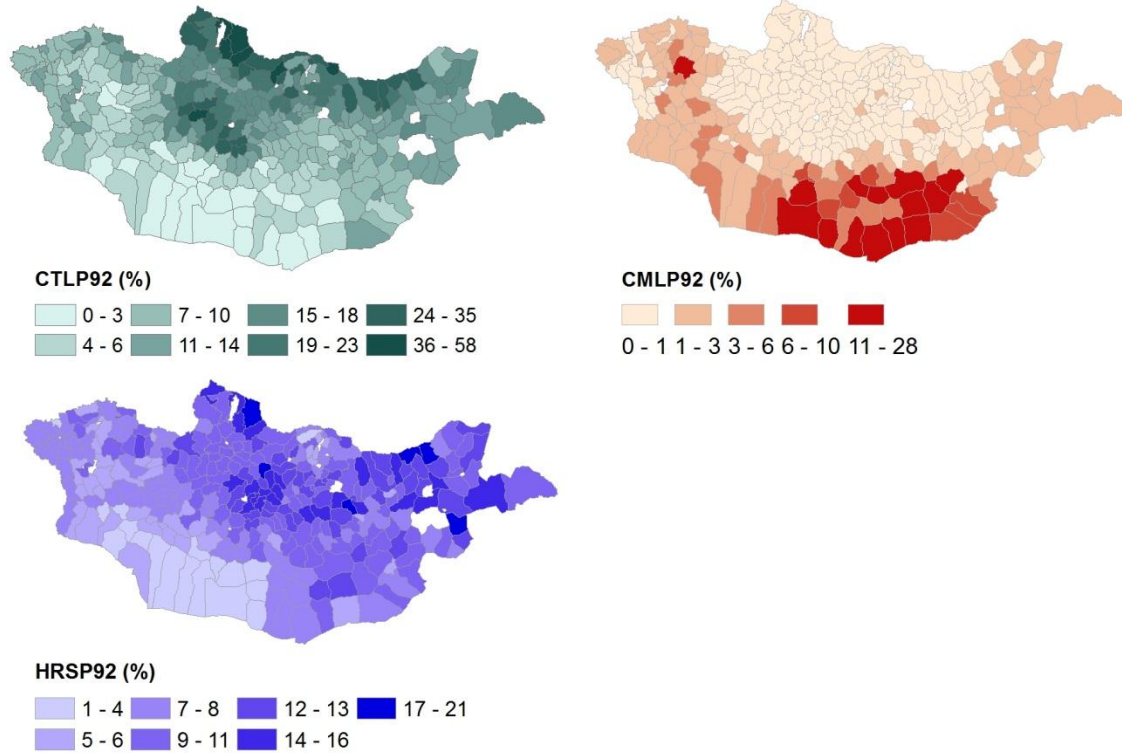 CTLP92 (%)
0 - 3 7 - 10 15 - 18 24 - 35
4 - 6 11 - 14 19 - 23 36 - 58
CMLP92 (%)
0 - 1 1 - 3 3 - 6 6 - 10 11 - 28
HRSP92 (%)
1 - 4 7 - 8 12 - 13 17 - 21
5 - 6 9 - 11 14 - 16